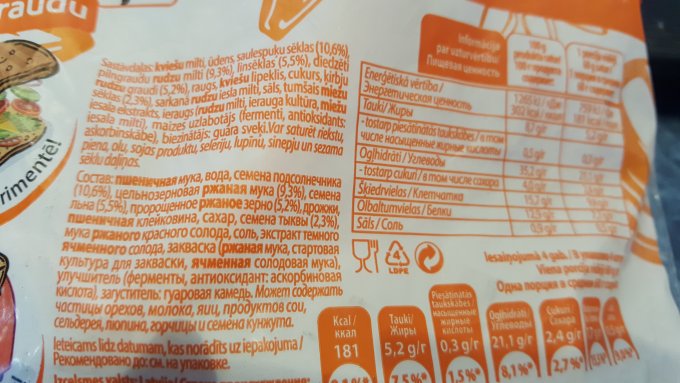 raudu
rimentē!
Sastāvdaļas: kviešu milti, ūdens, saulespuķu sēklas (10,6%),
pilngraudu rudzu milti (9,3%), linsēklas (5,5%), diedzēti
rudzu graudi (5,2%), raugs, kviešu lipeklis, cukurs, ķirbju
sēklas (2,3%), sarkanā rudzu iesala milti, sāls, tumšais miežu
iesala ekstrakts, ieraugs (rudzu milti, ierauga kultūra, miežu
iesala milti), maizes uzlabotājs (fermenti, antioksidants:
askorbīnskābe), biezinātājs: guāra sveķi. Var saturēt riekstu,
piena, olu, sojas produktu, seleriju, lupīnu, sinepju un sezama
sēklu daļiņas.
Состав: пшеничная мука, вода, семена подсолнечника
(10,6%), цельнозерновая ржаная мука (9,3%), семена
льна (5,5%), пророщенное ржаное зерно (5,2%), дрожжи,
пшеничная клейковина, сахар, семена тыквы (2,3%),
мука ржаного красного солода, соль, экстракт темного
ячменного солода, закваска (ржаная мука, стартовая
культура для закваски, ячменная солодовая мука),
улучшитель (ферменты, антиоксидант: аскорбиновая
кислота), загуститель: гуаровая камедь. Может содержать
частицы орехов, молока, яиц, продуктов сои,
сельдерея, люпина, горчицы и семена кунжута.
Ieteicams līdz datumam, kas norādīts uz iepakojuma /
Рекомендовано до: см. на упаковке.
Informācija
par uzturvērtību/
Пищевая ценность
Enerģētiskā vērtība /
Энергетическая ценность
Tauki/ Жиры
- tostarp piesātinātās taukskābes / в том
числе насыщенные жирные кислоты
Ogļhidrāti / Углеводы
- tostarp cukuri / в том числе сахара
Šķiedrvielas / Клетчатка
Olbaltumvielas / Белки
Sāls / Соль
35,2 g/г
4
LDPE
Iesaiņojumā 4 gab. /
Viena porcija
Одна порция в
Kcal /
ккал
181
Tauki/
Жиры
5,2 g/г
7,5%*
Piesātinātās
taukskābes/
насыщенные
жирные
кислоты
0,3 g/г
1,5%*
Ogļhidrāti/
Углеводы
21,1 g/г
8,1%*
Cukuri/
Сахара
2,4 g/г
2,7%*